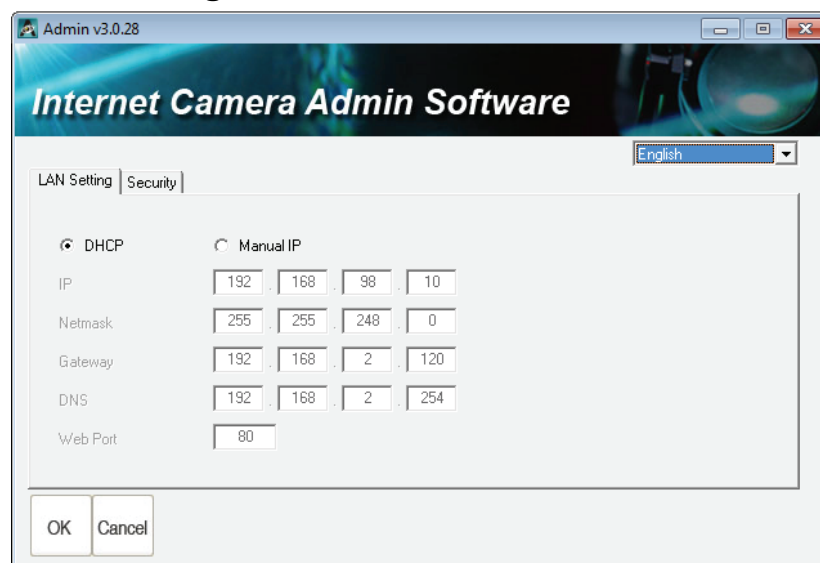 Admin v3.0.28
Internet Camera Admin Software
English
LAN Setting Security
DHCP Manual IP
IP 192 . 168 . 98 . 10
Netmask 255 . 255 . 248 . 0
Gateway 192 . 168 . 2 . 120
DNS 192 . 168 . 2 . 254
Web Port 80
OK Cancel